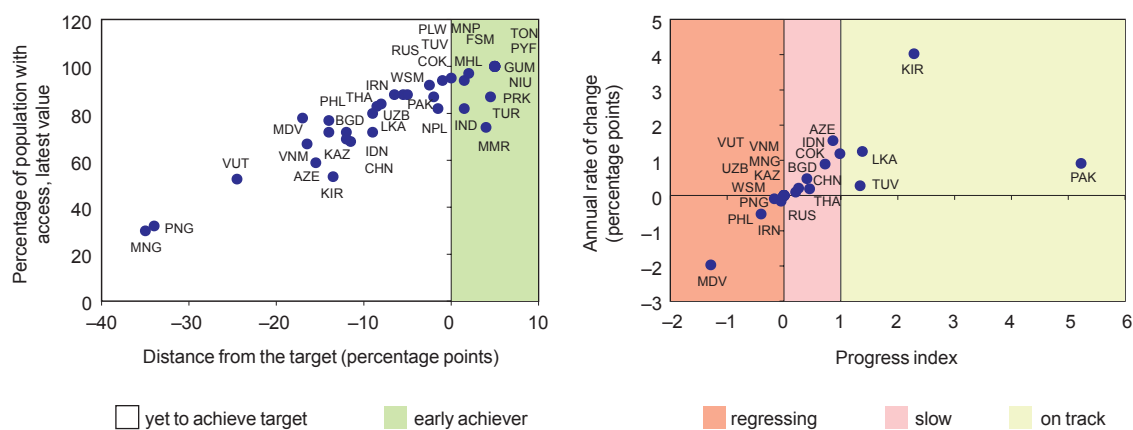 Percentage of population with
access, latest value
120
100
80
60
40
20
0
–40
–30
–20
–10
0
10
Distance from the target (percentage points)
PLW MNP
TON
RUS TUV FSM PYF
COK MHL GUM
IRN WSM NIU
PHL THA PAK PRK
MDV BGD UZB TUR
LKA NPL IND
VNM KAZ IDN MMR
VUT AZE CHN
KIR
PNG
MNG
Annual rate of change
(percentage points)
5
4
3
2
1
0
–1
–2
–3
–2
–1
0
1
2
3
4
5
6
Progress index
KIR
AZE
VUT VNM IDN
MNG COK LKA
UZB BGD
KAZ CHN PAK
WSM TUV
PNG THA
PHL RUS
IRN
MDV
yet to achieve target
early achiever
regressing
slow
on track